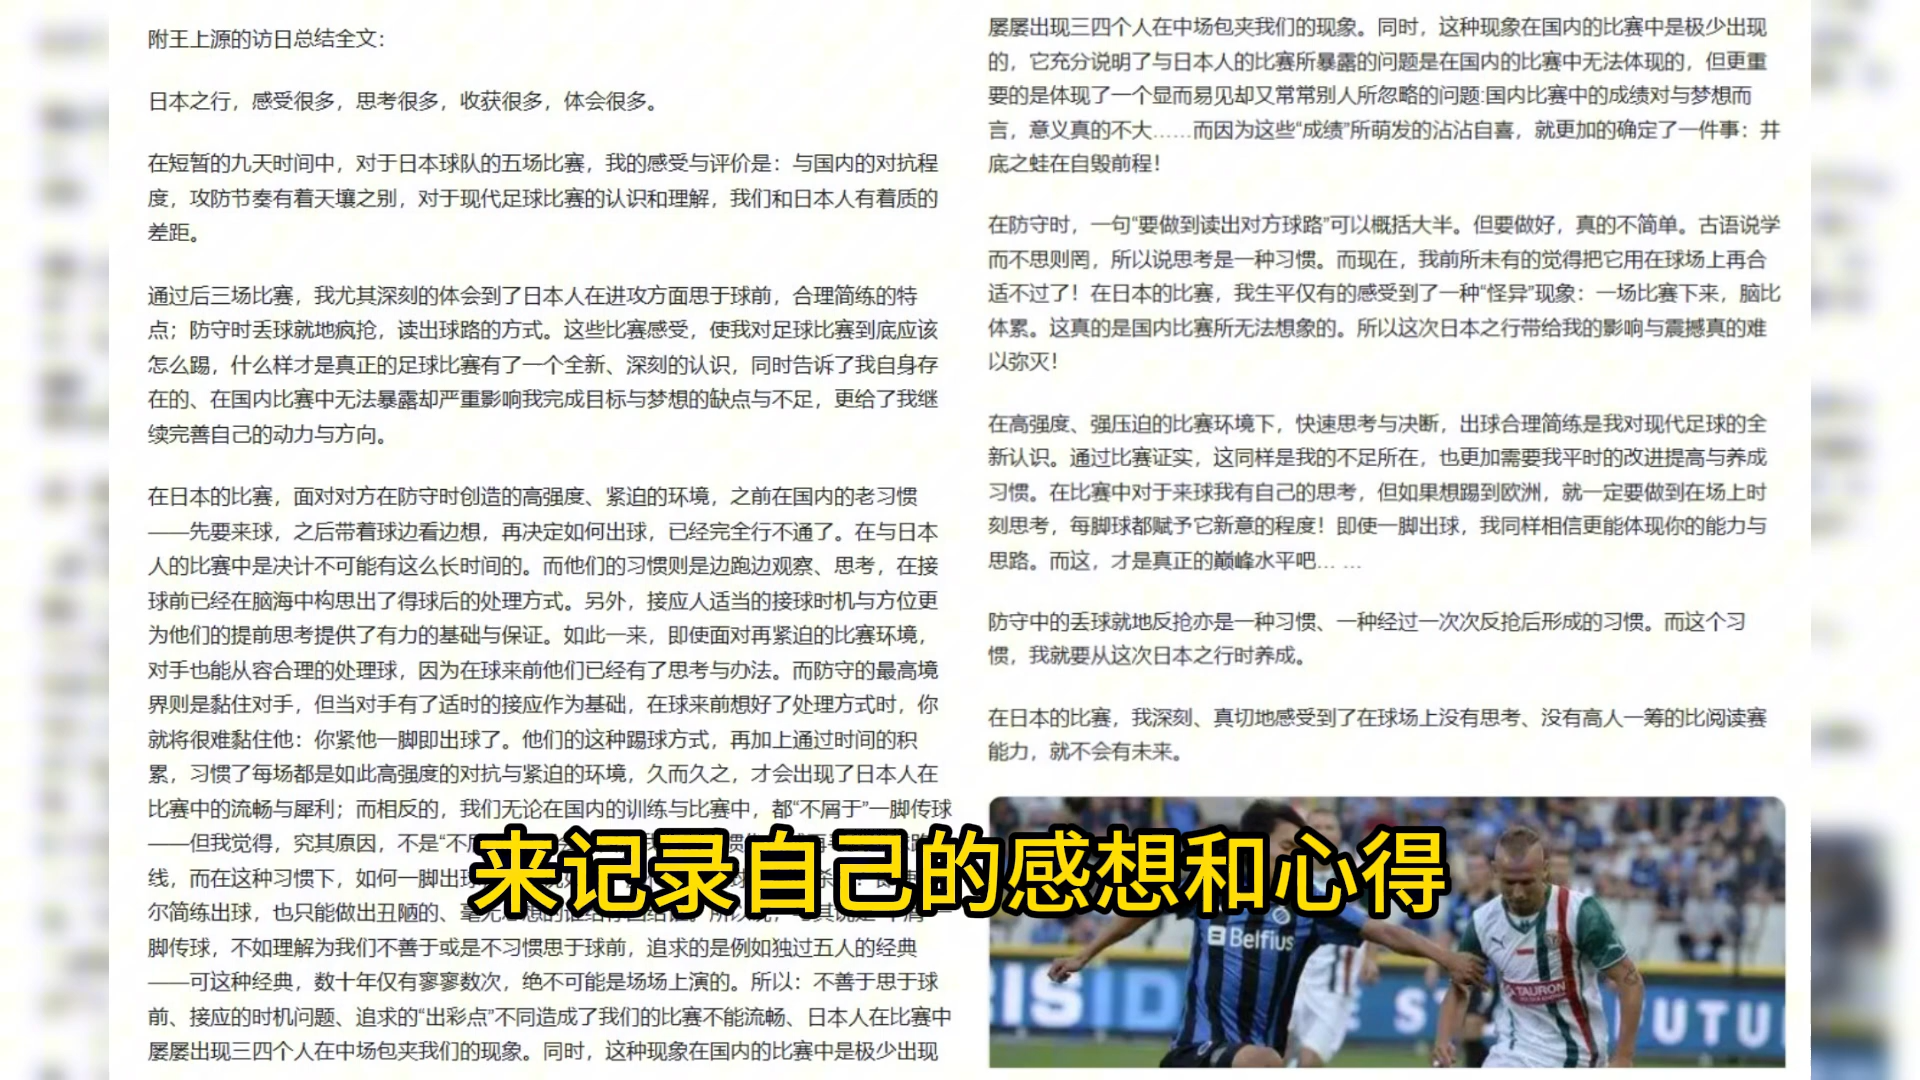 附王上源的访日总结全文：
日本之行，感受很多，思考很多，收获很多，体会很多。
在短暂的九天时间中，对于日本球队的五场比赛，我的感受与评价是：与国内的对抗程
度，攻防节奏有着天壤之别，对于现代足球比赛的认识和理解，我们和日本人有着质的
差距。
通过后三场比赛，我尤其深刻的体会到了日本人在进攻方面思于球前，合理简练的特
点；防守时丢球就地疯抢，读出球路的方式。这些比赛感受，使我对足球比赛到底应该
怎么踢，什么样才是真正的足球比赛有了一个全新、深刻的认识，同时告诉了我自身存
在的、在国内比赛中无法暴露却严重影响我完成目标与梦想的缺点与不足，更给了我继
续完善自己的动力与方向。
在日本的比赛，面对对方在防守时创造的高强度、紧迫的环境，之前在国内的老习惯
——先要来球，之后带着球边看边想，再决定如何出球，已经完全行不通了。在与日本
人的比赛中是决计不可能有这么长时间的。而他们的习惯则是边跑边观察、思考，在接
球前已经在脑海中构思出了得球后的处理方式。另外，接应人适当的接球时机与方位更
为他们的提前思考提供了有力的基础与保证。如此一来，即使面对再紧迫的比赛环境，
对手也能从容合理的处理球，因为在球来前他们已经有了思考与办法。而防守的最高境
界则是黏住对手，但当对手有了适时的接应作为基础，在球来前想好了处理方式时，你
就将很难黏住他：你紧他一脚即出球了。他们的这种踢球方式，再加上通过时间的积
累，习惯了每场都是如此高强度的对抗与紧迫的环境，久而久之，才会出现了日本人在
比赛中的流畅与犀利；而相反的，我们无论在国内的训练与比赛中，都“不屑于”一脚传球
——但我觉得，究其原因，不是“不
线，而在这种习惯下，如何一脚出球
尔简练出球，也只能做出丑陋的、毫无
脚传球，不如理解为我们不善于或是不习惯思于球前，追求的是例如独过五人的经典
——可这种经典，数十年仅有寥寥数次，绝不可能是场场上演的。所以：不善于思于球
前、接应的时机问题、追求的“出彩点”不同造成了我们的比赛不能流畅、日本人在比赛中
屡屡出现三四个人在中场包夹我们的现象。同时，这种现象在国内的比赛中是极少出现
屡屡出现三四个人在中场包夹我们的现象。同时，这种现象在国内的比赛中是极少出现
的，它充分说明了与日本人的比赛所暴露的问题是在国内的比赛中无法体现的，但更重
要的是体现了一个显而易见却又常常别人所忽略的问题:国内比赛中的成绩对与梦想而
言，意义真的不大……而因为这些“成绩”所萌发的沾沾自喜，就更加的确定了一件事：井
底之蛙在自毁前程！
在防守时，一句“要做到读出对方球路”可以概括大半。但要做好，真的不简单。古语说学
而不思则罔，所以说思考是一种习惯。而现在，我前所未有的觉得把它用在球场上再合
适不过了！在日本的比赛，我生平仅有的感受到了一种“怪异”现象：一场比赛下来，脑比
体累。这真的是国内比赛所无法想象的。所以这次日本之行带给我的影响与震撼真的难
以弥灭！
在高强度、强压迫的比赛环境下，快速思考与决断，出球合理简练是我对现代足球的全
新认识。通过比赛证实，这同样是我的不足所在，也更加需要我平时的改进提高与养成
习惯。在比赛中对于来球我有自己的思考，但如果想踢到欧洲，就一定要做到在场上时
刻思考，每脚球都赋予它新意的程度！即使一脚出球，我同样相信更能体现你的能力与
思路。而这，才是真正的巅峰水平吧… …
防守中的丢球就地反抢亦是一种习惯、一种经过一次次反抢后形成的习惯。而这个习
惯，我就要从这次日本之行时养成。
在日本的比赛，我深刻、真切地感受到了在球场上没有思考、没有高人一筹的比阅读赛
能力，就不会有未来。
来记录自己的感想和心得
Belfius
TAURON